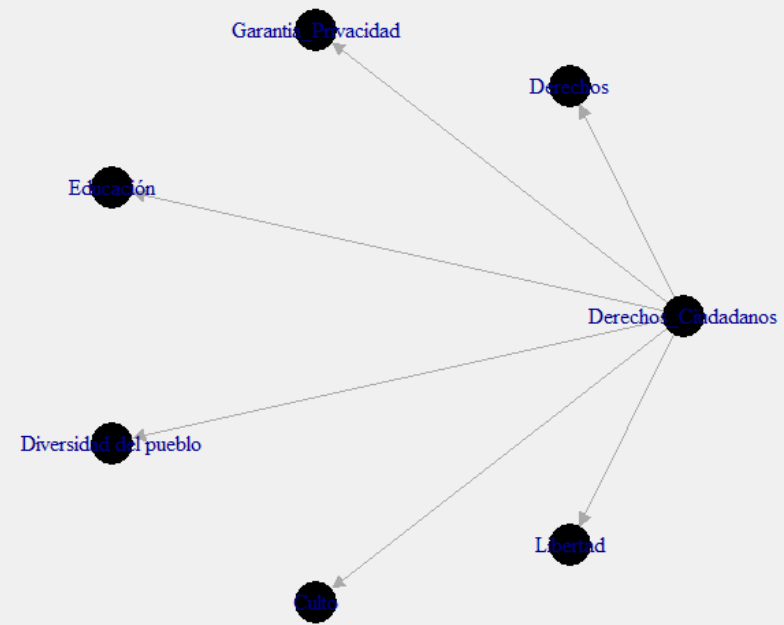 Garantia_Privacidad
Derechos
Educación
Derechos_Ciudadanos
Diversidad del pueblo
Libertad
Culto